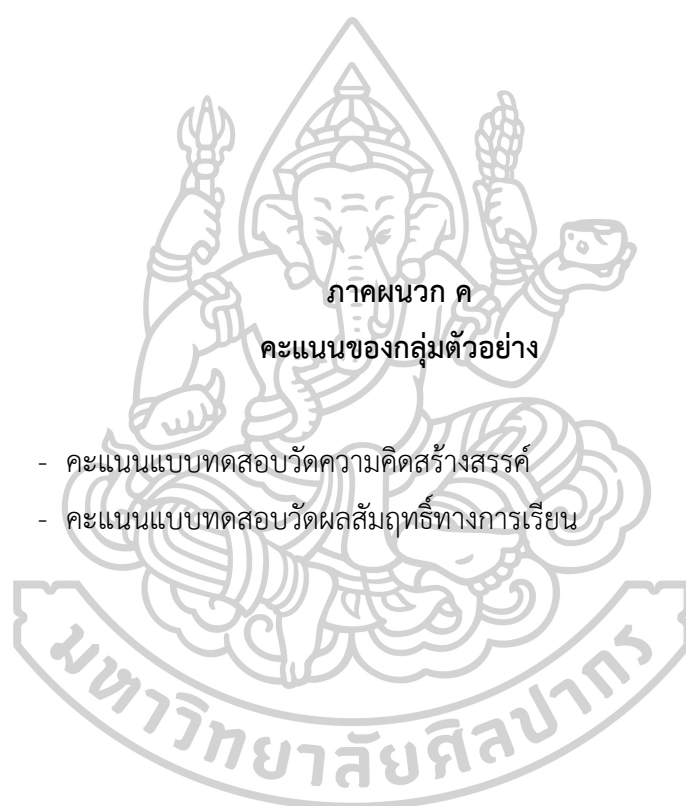 ภาคผนวก ค
คะแนนของกลุ่มตัวอย่าง
- คะแนนแบบทดสอบวัดความคิดสร้างสรรค์
- คะแนนแบบทดสอบวัดผลสัมฤทธิ์ทางการเรียน
มหาวิทยาลัยศิลปากร